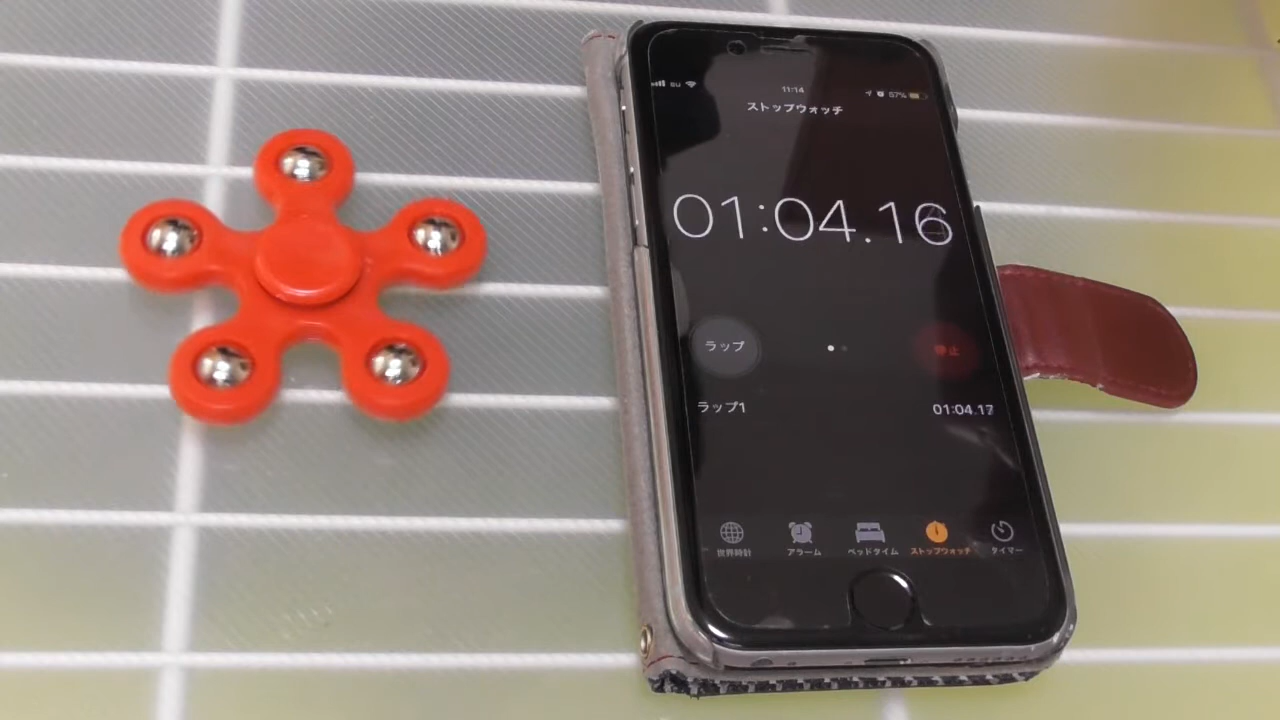 au
11:14
57%
ストップウォッチ
01:04.16
ラップ
停止
ラップ1
01:04.17
世界時計
アラーム
ベッドタイム
ストップウォッチ
タイマー